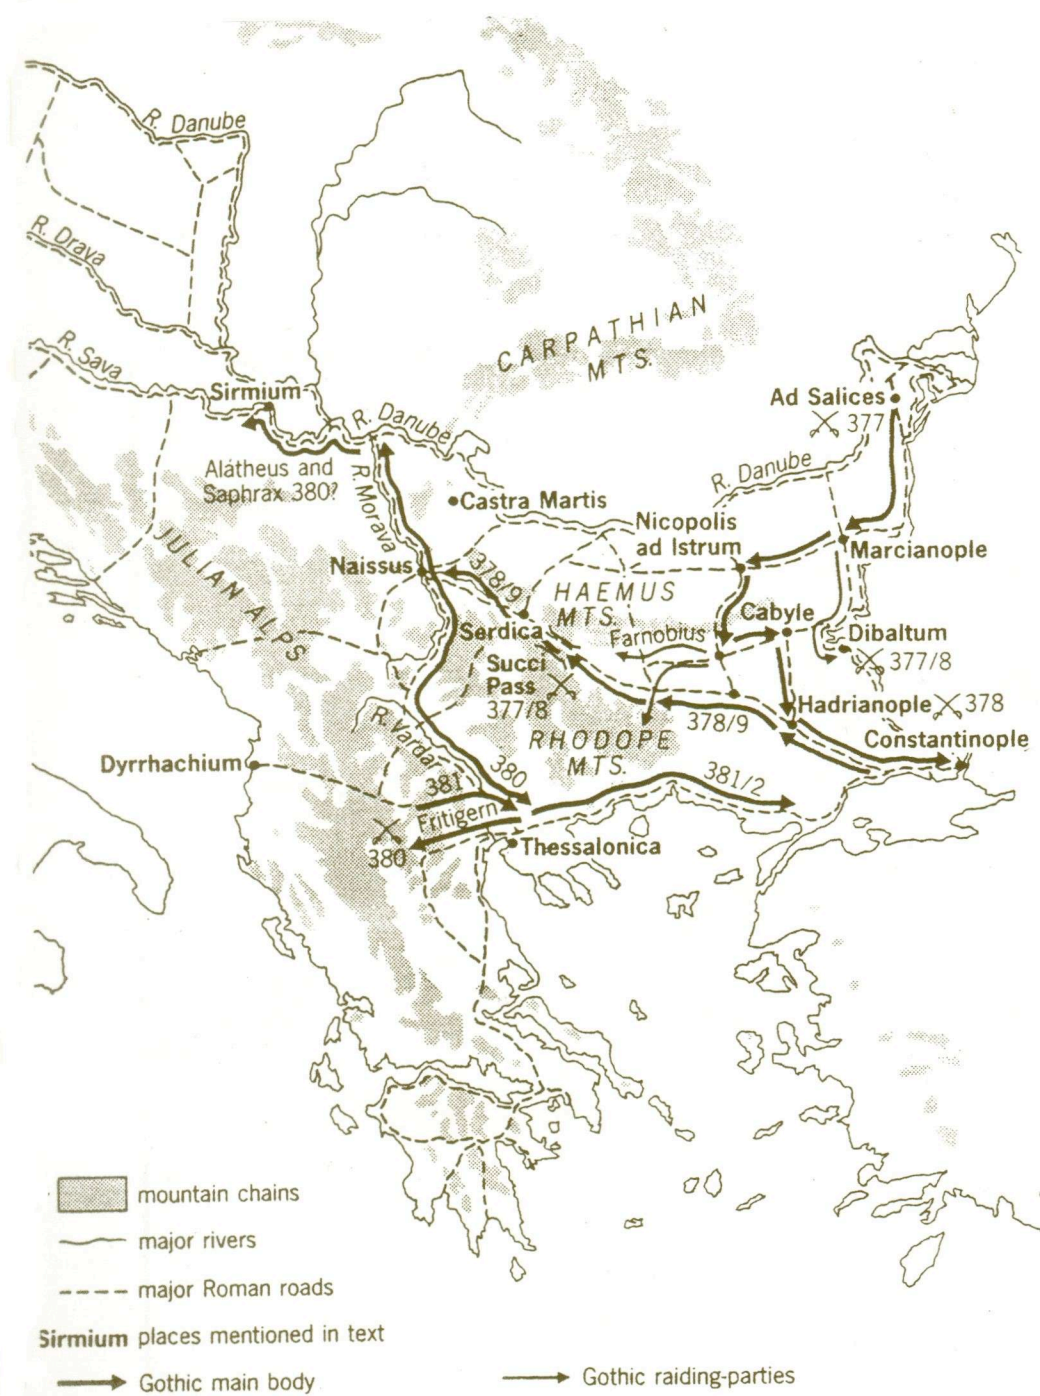 R. Danube
R. Drava
R. Sava
Sirmium
CARPATHIAN
MTS.
R. Danube
Ad Salices
377
R. Danube
Alátheus and
Saphrax 380?
R. Morava
Castra Martis
Nicopolis
ad Istrum
Marcianople
JULIAN ALPS
Naissus
378/9
HAEMUS
MTS.
Cabyle
Serdica
Farnobius
Dibaltum
377/8
Succi
Pass
377/8
Hadrianople
378
R. Vardar
RHODOPE
MTS.
378/9
Constantinople
Dyrrhachium
381
380
381/2
Fritigern
380
Thessalonica
mountain chains
major rivers
major Roman roads
Sirmium places mentioned in text
Gothic main body
Gothic raiding-parties